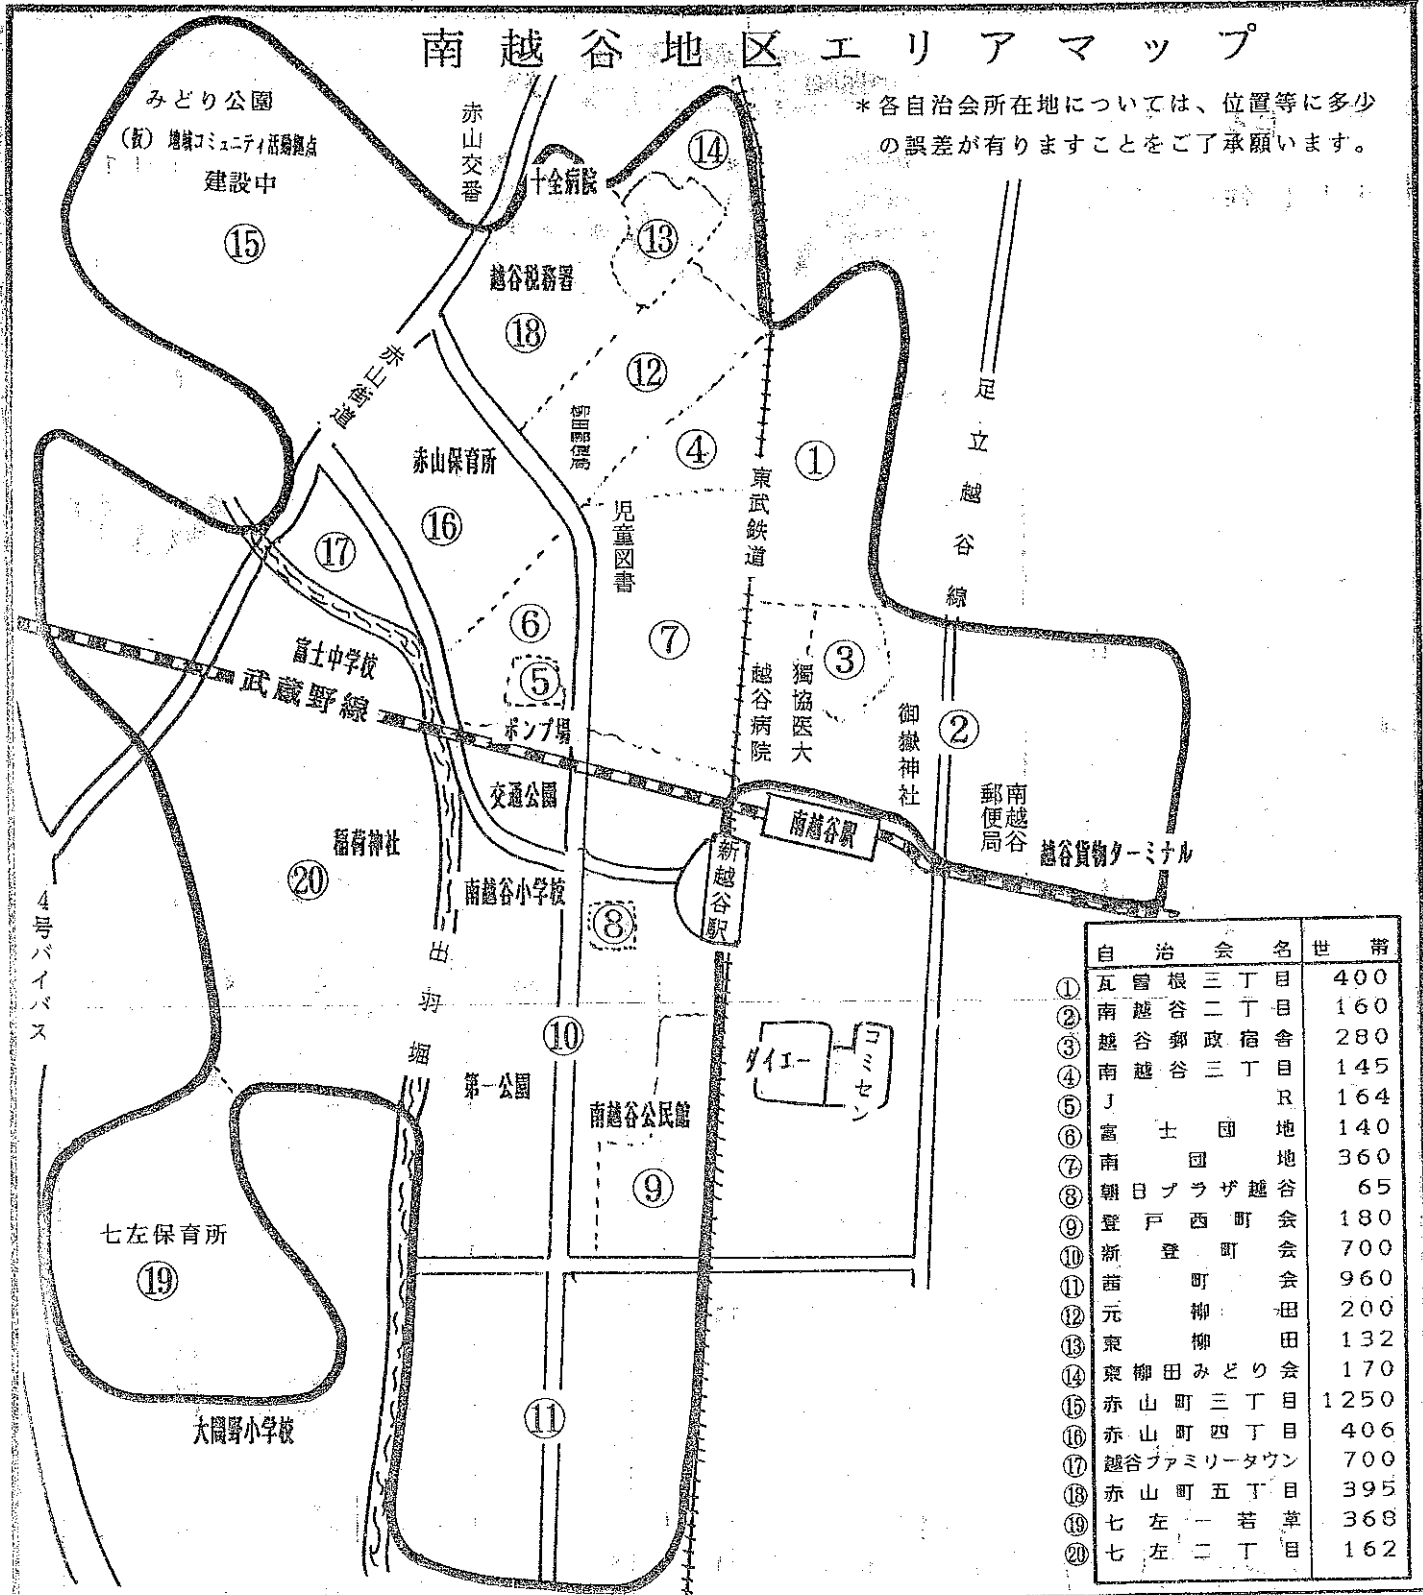 南越谷地区エリアマップ
*各自治会所在地については、位置等に多少
の誤差が有りますことをご了承願います。
みどり公園
(仮) 地域コミュニティ活動拠点
建設中
⑮
赤山交番
十全病院
⑭
⑬
越谷税務署
⑱
⑫
赤山街道
足立越谷線
柳田郵便局
赤山保育所
④
①
東武鉄道
⑯
児童図書
⑰
⑥
⑦
③
⑤
富士中学校
武蔵野線
ポンプ場
越谷病院
獨協医大
御嶽神社
②
交通公園
南越谷駅
南越谷
郵便局
越谷貨物ターミナル
稲荷神社
⑳
南越谷小学校
新越谷駅
⑧
4号バイパス
出羽堀
⑩
ダイエー
コミセン
第一公園
南越谷公民館
⑨
七左保育所
⑲
大間野小学校
⑪
自治会名 世帯
① 瓦曽根三丁目 400
② 南越谷二丁目 160
③ 越谷郵政宿舎 280
④ 南越谷三丁目 145
⑤ JR 164
⑥ 富士団地 140
⑦ 南団地 360
⑧ 朝日プラザ越谷 65
⑨ 登戸西町会 180
⑩ 新登町会 700
⑪ 茜町会 960
⑫ 元柳田 200
⑬ 東柳田 132
⑭ 東柳田みどり会 170
⑮ 赤山町三丁目 1250
⑯ 赤山町四丁目 406
⑰ 越谷ファミリータウン 700
⑱ 赤山町五丁目 395
⑲ 七左一若草 368
⑳ 七左二丁目 162